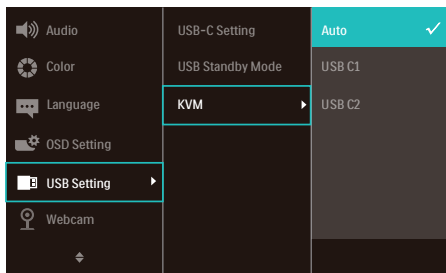 Audio
Color
Language
OSD Setting
USB Setting
Webcam
USB-C Setting
USB Standby Mode
KVM
Auto
USB C1
USB C2